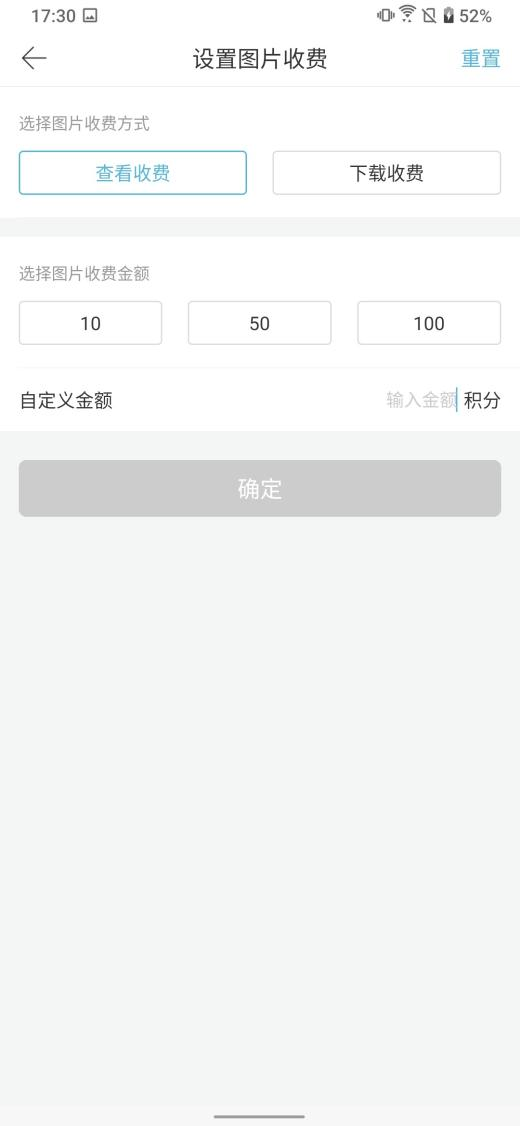 17:30 52%
设置图片收费 重置
选择图片收费方式
查看收费 下载收费
选择图片收费金额
10 50 100
自定义金额 输入金额 积分
确定